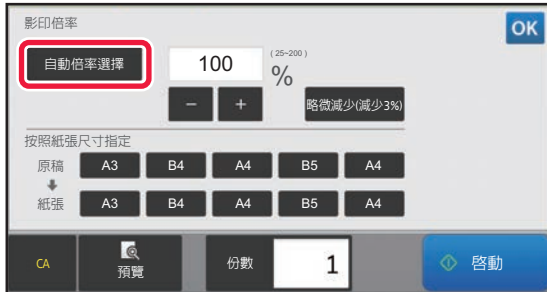 影印倍率
OK
自動倍率選擇
100
(25~200)
%
−
+
略微減少(減少3%)
按照紙張尺寸指定
原稿 A3 B4 A4 B5 A4
紙張 A3 B4 A4 B5 A4
CA
預覽
份數
1
啓動